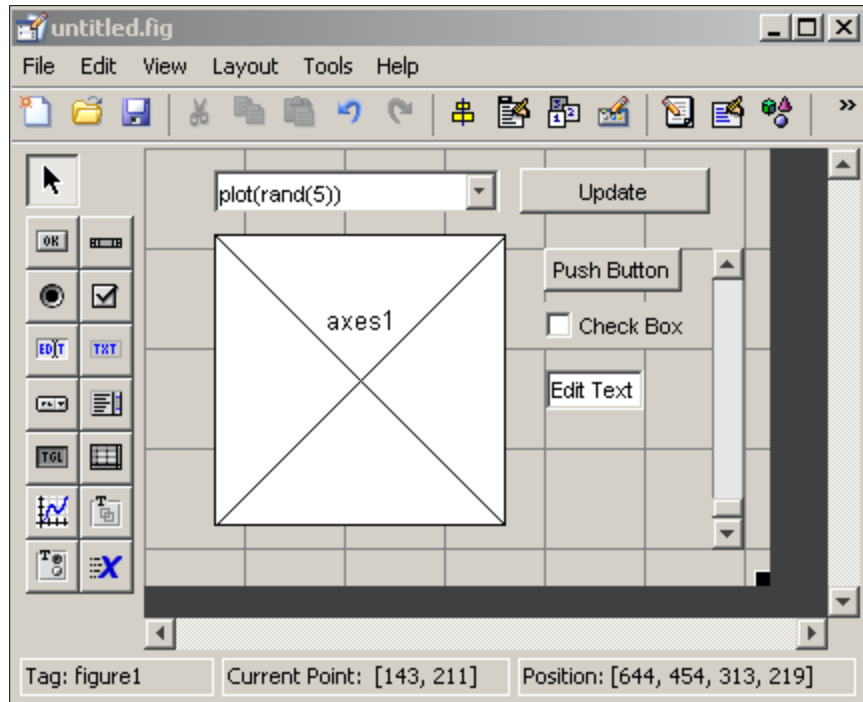 untitled.fig
File Edit View Layout Tools Help
plot(rand(5))
Update
OK
Push Button
axes1
Check Box
EDIT TXT
Edit Text
TGL
T
T
X
Tag: figure1 Current Point: [143, 211] Position: [644, 454, 313, 219]